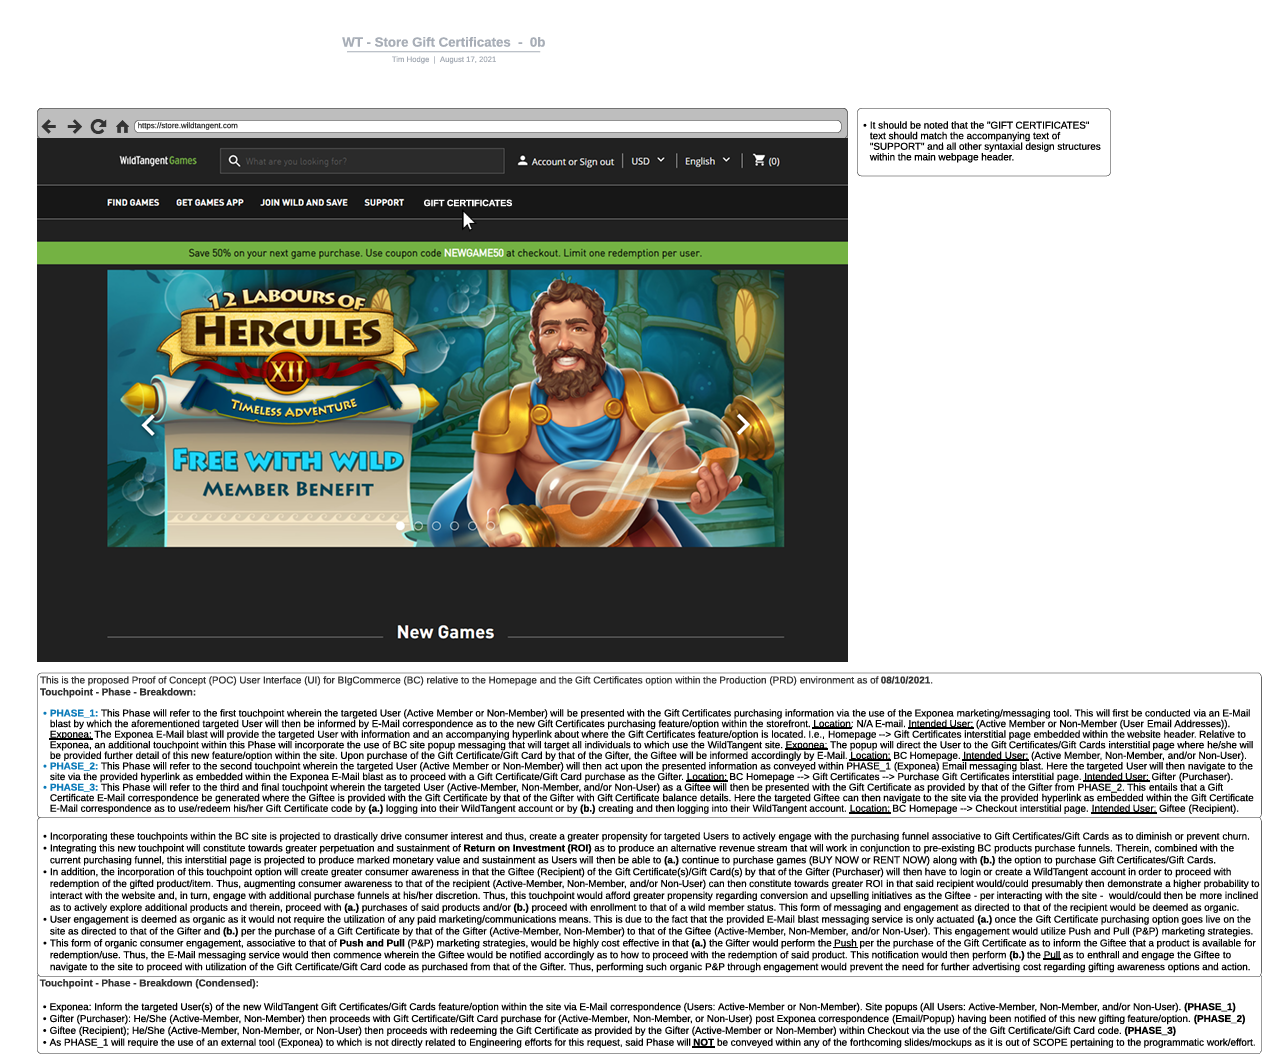 WT - Store Gift Certificates - 0b
Tim Hodge | August 17, 2021
https://store.wildtangent.com
• It should be noted that the "GIFT CERTIFICATES"
text should match the accompanying text of
"SUPPORT" and all other syntaxial design structures
within the main webpage header.
WildTangent Games
What are you looking for?
Account or Sign out
USD
English
(0)
FIND GAMES GET GAMES APP JOIN WILD AND SAVE SUPPORT GIFT CERTIFICATES
Save 50% on your next game purchase. Use coupon code NEWGAME50 at checkout. Limit one redemption per user.
12 LABOURS OF
HERCULES
XII
TIMELESS ADVENTURE
FREE WITH WILD
MEMBER BENEFIT
New Games
This is the proposed Proof of Concept (POC) User Interface (UI) for BIgCommerce (BC) relative to the Homepage and the Gift Certificates option within the Production (PRD) environment as of 08/10/2021.
Touchpoint - Phase - Breakdown:
• PHASE_1: This Phase will refer to the first touchpoint wherein the targeted User (Active Member or Non-Member) will be presented with the Gift Certificates purchasing information via the use of the Exponea marketing/messaging tool. This will first be conducted via an E-Mail
blast by which the aforementioned targeted User will then be informed by E-Mail correspondence as to the new Gift Certificates purchasing feature/option within the storefront. Location: N/A E-mail. Intended User: (Active Member or Non-Member (User Email Addresses)).
Exponea: The Exponea E-Mail blast will provide the targeted User with information and an accompanying hyperlink about where the Gift Certificates feature/option is located. I.e., Homepage --> Gift Certificates interstitial page embedded within the website header. Relative to
Exponea, an additional touchpoint within this Phase will incorporate the use of BC site popup messaging that will target all individuals to which use the WildTangent site. Exponea: The popup will direct the User to the Gift Certificates/Gift Cards interstitial page where he/she will
be provided further detail of this new feature/option within the site. Upon purchase of the Gift Certificate/Gift Card by that of the Gifter, the Giftee will be informed accordingly by E-Mail. Location: BC Homepage. Intended User: (Active Member, Non-Member, and/or Non-User).
• PHASE_2: This Phase will refer to the second touchpoint wherein the targeted User (Active Member or Non-Member) will then act upon the presented information as conveyed within PHASE_1 (Exponea) Email messaging blast. Here the targeted User will then navigate to the
site via the provided hyperlink as embedded within the Exponea E-Mail blast as to proceed with a Gift Certificate/Gift Card purchase as the Gifter. Location: BC Homepage --> Gift Certificates --> Purchase Gift Certificates interstitial page. Intended User: Gifter (Purchaser).
• PHASE_3: This Phase will refer to the third and final touchpoint wherein the targeted User (Active-Member, Non-Member, and/or Non-User) as a Giftee will then be presented with the Gift Certificate as provided by that of the Gifter from PHASE_2. This entails that a Gift
Certificate E-Mail correspondence be generated where the Giftee is provided with the Gift Certificate by that of the Gifter with Gift Certificate balance details. Here the targeted Giftee can then navigate to the site via the provided hyperlink as embedded within the Gift Certificate
E-Mail correspondence as to use/redeem his/her Gift Certificate code by (a.) logging into their WildTangent account or by (b.) creating and then logging into their WildTangent account. Location: BC Homepage --> Checkout interstitial page. Intended User: Giftee (Recipient).
• Incorporating these touchpoints within the BC site is projected to drastically drive consumer interest and thus, create a greater propensity for targeted Users to actively engage with the purchasing funnel associative to Gift Certificates/Gift Cards as to diminish or prevent churn.
• Integrating this new touchpoint will constitute towards greater perpetuation and sustainment of Return on Investment (ROI) as to produce an alternative revenue stream that will work in conjunction to pre-existing BC products purchase funnels. Therein, combined with the
current purchasing funnel, this interstitial page is projected to produce marked monetary value and sustainment as Users will then be able to (a.) continue to purchase games (BUY NOW or RENT NOW) along with (b.) the option to purchase Gift Certificates/Gift Cards.
• In addition, the incorporation of this touchpoint option will create greater consumer awareness in that the Giftee (Recipient) of the Gift Certificate(s)/Gift Card(s) by that of the Gifter (Purchaser) will then have to login or create a WildTangent account in order to proceed with
redemption of the gifted product/item. Thus, augmenting consumer awareness to that of the recipient (Active-Member, Non-Member, and/or Non-User) can then constitute towards greater ROI in that said recipient would/could presumably then demonstrate a higher probability to
interact with the website and, in turn, engage with additional purchase funnels at his/her discretion. Thus, this touchpoint would afford greater propensity regarding conversion and upselling initiatives as the Giftee - per interacting with the site - would/could then be more inclined
as to actively explore additional products and therein, proceed with (a.) purchases of said products and/or (b.) proceed with enrollment to that of a wild member status. This form of messaging and engagement as directed to that of the recipient would be deemed as organic.
• User engagement is deemed as organic as it would not require the utilization of any paid marketing/commications means. This is due to the fact that the provided E-Mail blast messaging service is only actuated (a.) once the Gift Certificate purchasing option goes live on the
site as directed to that of the Gifter and (b.) per the purchase of a Gift Certificate by that of the Gifter (Active-Member, Non-Member) to that of the Giftee (Active-Member, Non-Member, and/or Non-User). This engagement would utilize Push and Pull (P&P) marketing strategies.
• This form of organic consumer engagement, associative to that of Push and Pull (P&P) marketing strategies, would be highly cost effective in that (a.) the Gifter would perform the Push per the purchase of the Gift Certificate as to inform the Giftee that a product is available for
redemption/use. Thus, the E-Mail messaging service would then commence wherein the Giftee would be notified accordingly as to how to proceed with the redemption of said product. This notification would then perform (b.) the Pull as to enthrall and engage the Giftee to
navigate to the site to proceed with utilization of the Gift Certificate/Gift Card code as purchased from that of the Gifter. Thus, performing such organic P&P through engagement would prevent the need for further advertising cost regarding gifting awareness options and action.
Touchpoint - Phase - Breakdown (Condensed):
• Exponea: Inform the targeted User(s) of the new WildTangent Gift Certificates/Gift Cards feature/option within the site via E-Mail correspondence (Users: Active-Member or Non-Member). Site popups (All Users: Active-Member, Non-Member, and/or Non-User). (PHASE_1)
• Gifter (Purchaser): He/She (Active-Member, Non-Member) then proceeds with Gift Certificate/Gift Card purchase for (Active-Member, Non-Member, or Non-User) post Exponea correspondence (Email/Popup) having been notified of this new gifting feature/option. (PHASE_2)
• Giftee (Recipient); He/She (Active-Member, Non-Member, or Non-User) then proceeds with redeeming the Gift Certificate as provided by the Gifter (Active-Member or Non-Member) within Checkout via the use of the Gift Certificate/Gift Card code. (PHASE_3)
• As PHASE_1 will require the use of an external tool (Exponea) to which is not directly related to Engineering efforts for this request, said Phase will NOT be conveyed within any of the forthcoming slides/mockups as it is out of SCOPE pertaining to the programmatic work/effort.